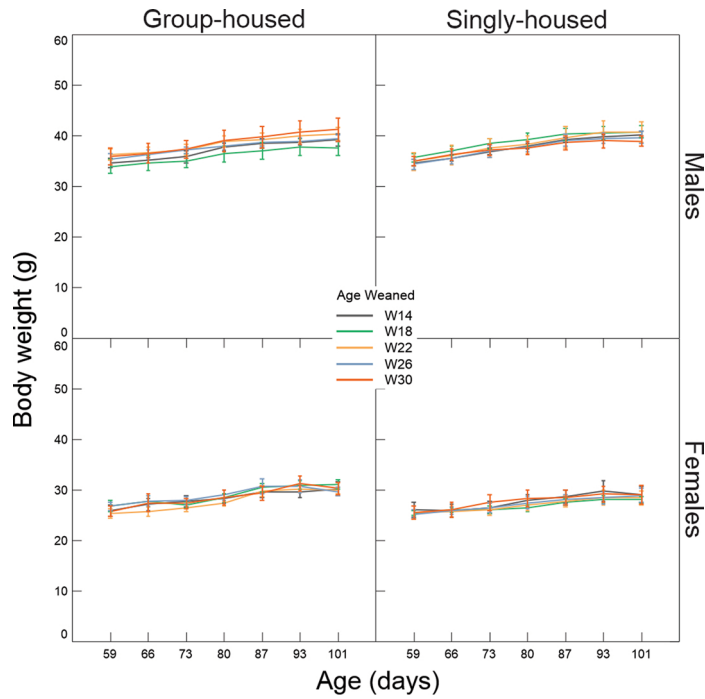 Group-housed
Singly-housed
60
50
40
30
20
10
0
Males
Body weight (g)
Age Weaned
W14
W18
W22
W26
W30
60
50
40
30
20
10
0
Females
59 66 73 80 87 93 101
59 66 73 80 87 93 101
Age (days)